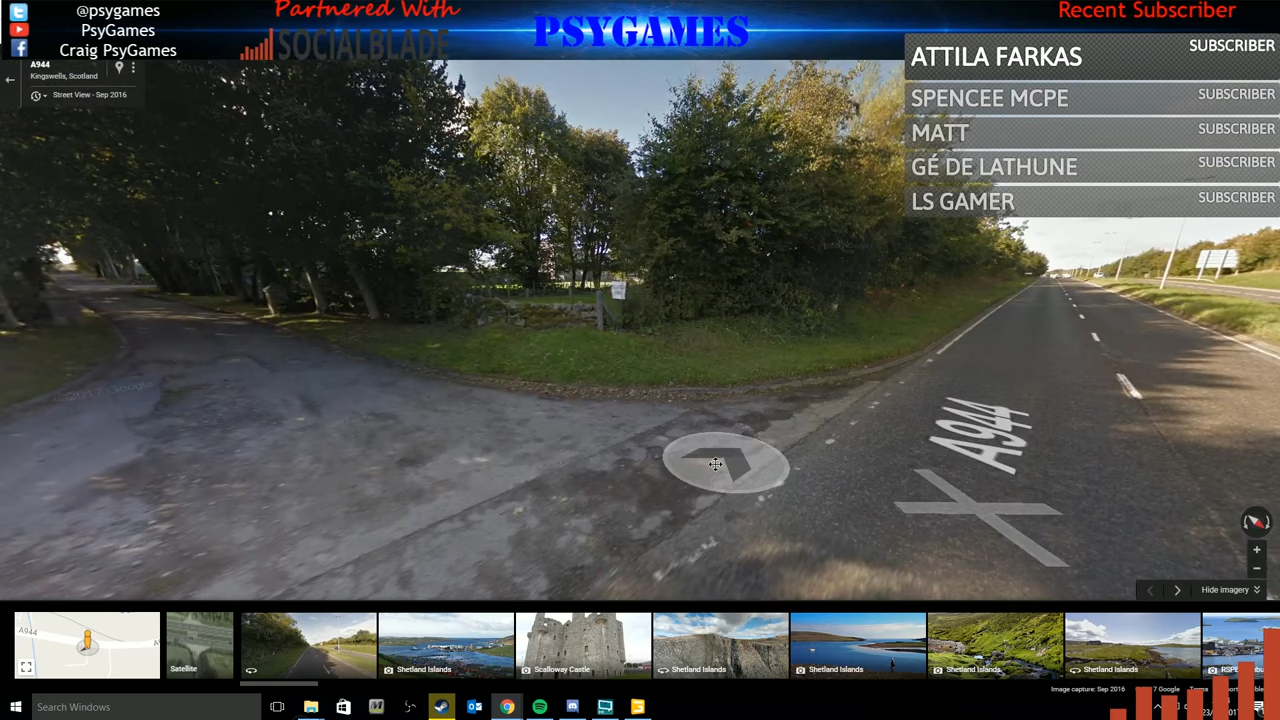 @psygames
PsyGames
Craig PsyGames
Partnered With
SOCIALBLADE
PSYGAMES
Recent Subscriber
ATTILA FARKAS SUBSCRIBER
SPENCEE MCPE SUBSCRIBER
MATT SUBSCRIBER
GÉ DE LATHUNE SUBSCRIBER
LS GAMER SUBSCRIBER
A944
Kingswells, Scotland
Street View - Sep 2016
© 2017 Google
A944
Hide imagery
A944
Satellite
Shetland Islands
Scalloway Castle
Shetland Islands
Shetland Islands
Shetland Islands
Shetland Islands
Image capture: Sep 2016
Search Windows